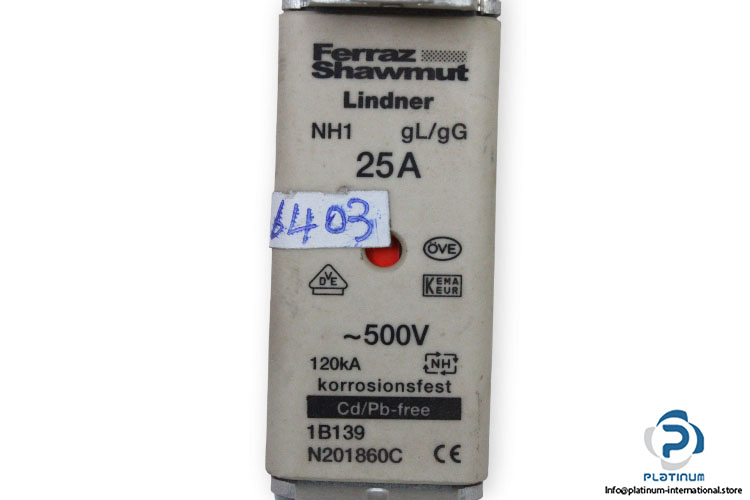 Ferraz
Shawmut
Lindner
NH1 gL/gG
25A
6403
ÖVE
DVE
KEMA
KEUR
~500V
120kA NH
korrosionsfest
Cd/Pb-free
1B139
N201860C CE
PLATINUM
Info@platinum-international.store